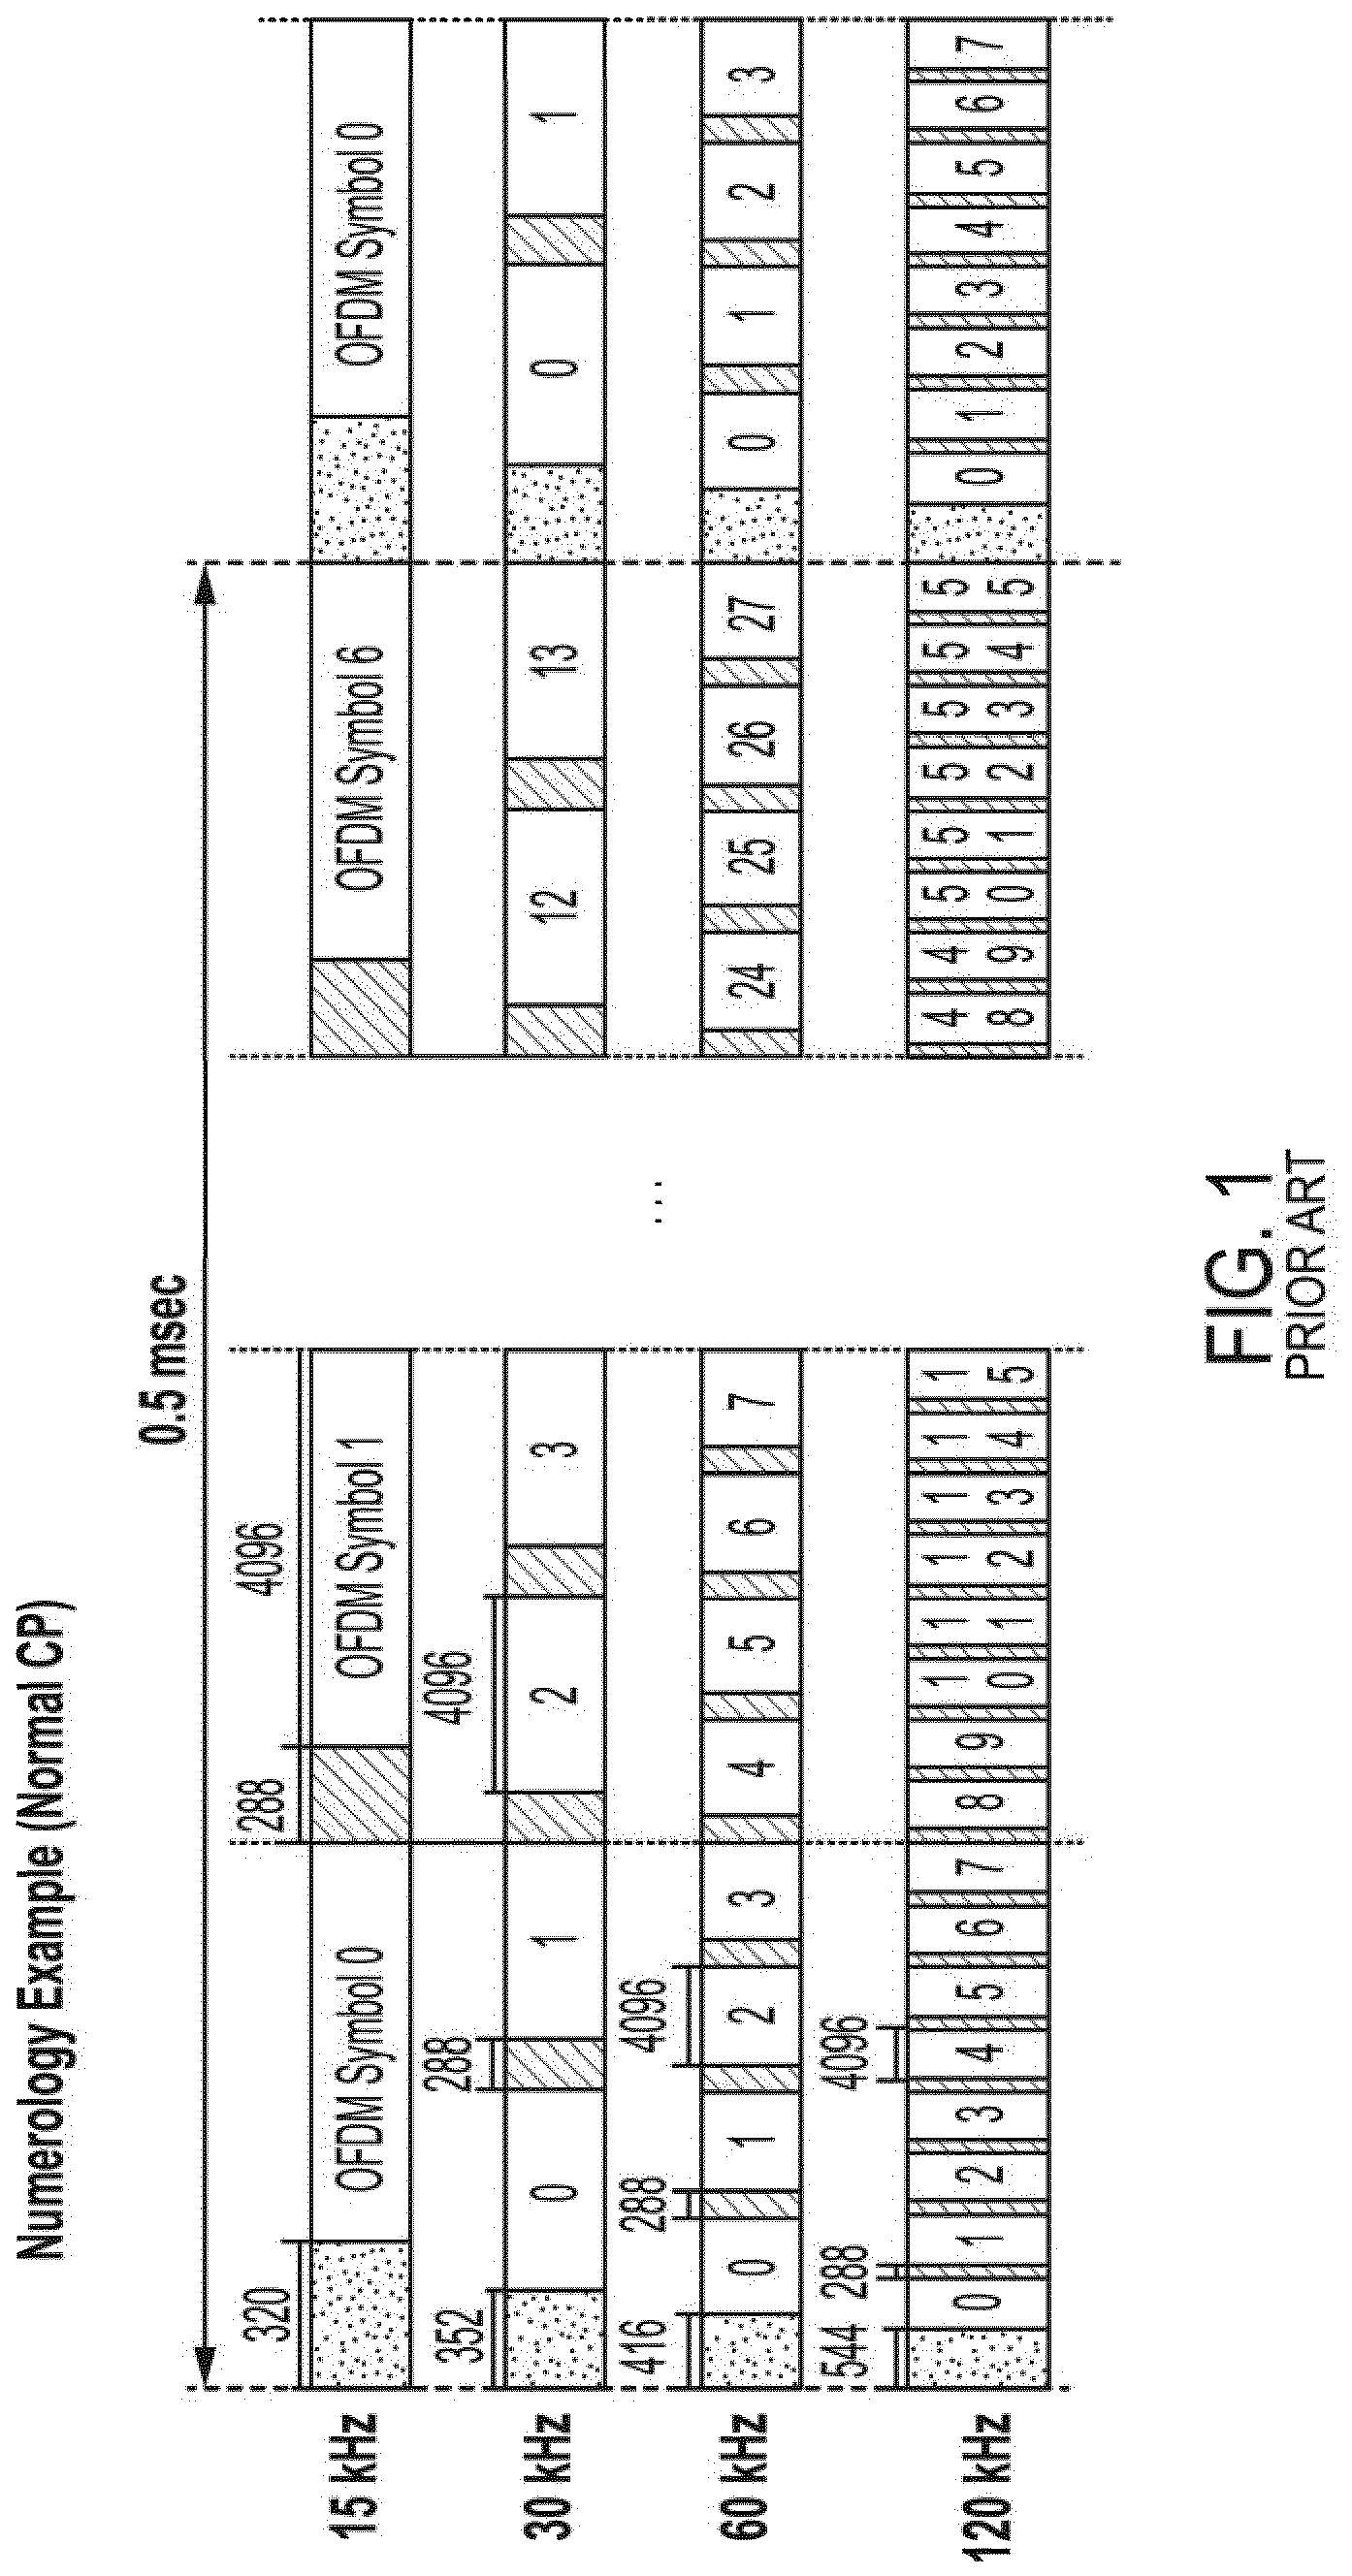 Numerology Example (Normal CP)
0.5 msec
320
288
4096
15 kHz
OFDM Symbol 0
OFDM Symbol 1
OFDM Symbol 6
OFDM Symbol 0
352
288
4096
30 kHz
0 1 2 3 12 13 0 1
...
416
288
4096
60 kHz
0 1 2 3 4 5 6 7 24 25 26 27 0 1 2 3
544
288
4096
120 kHz
0 1 2 3 4 5 6 7 8 9 10 11 12 13 14 15 48 49 50 51 52 53 54 55 0 1 2 3 4 5 6 7
FIG. 1
PRIOR ART